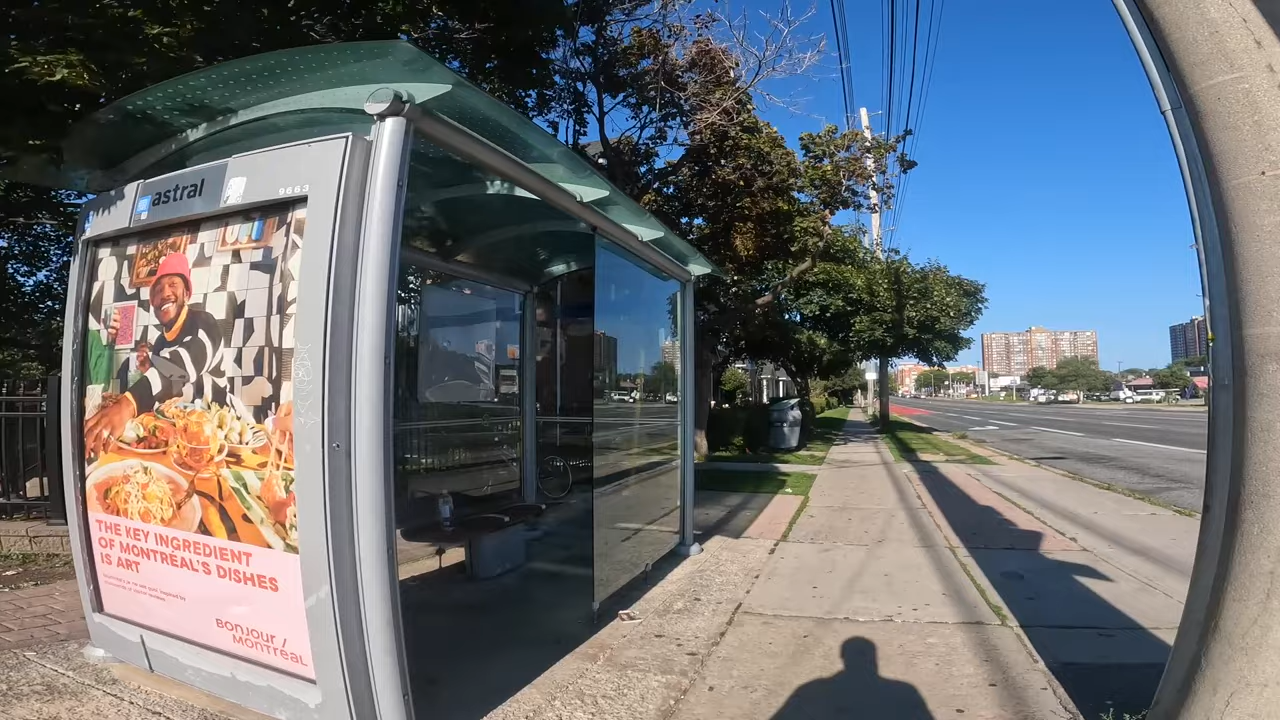 astral
9663
THE KEY INGREDIENT
OF MONTRÉAL'S DISHES
IS ART
BONJOUR /
MONTRÉAL